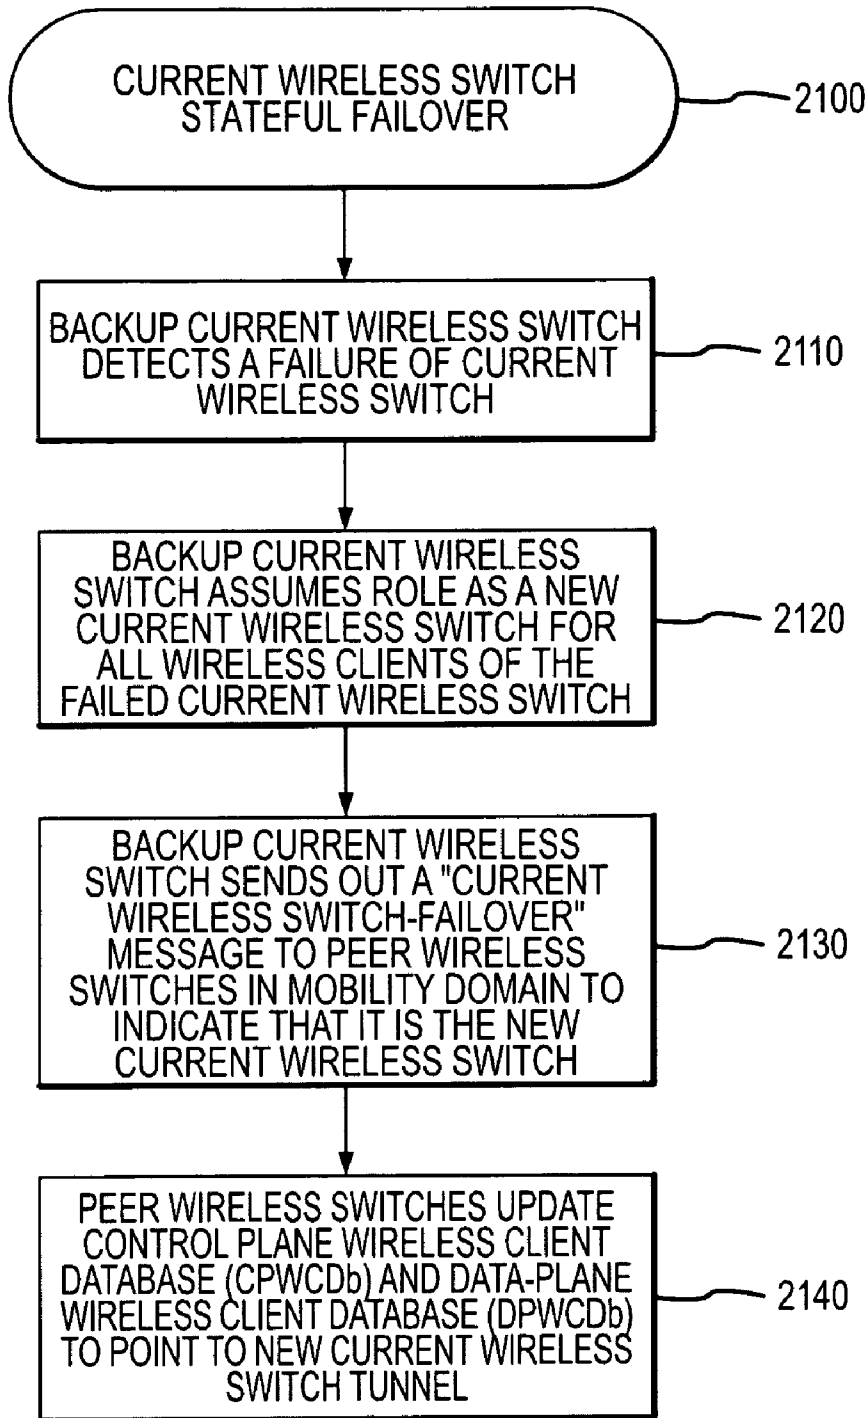 CURRENT WIRELESS SWITCH
STATEFUL FAILOVER
2100
BACKUP CURRENT WIRELESS SWITCH
DETECTS A FAILURE OF CURRENT
WIRELESS SWITCH
2110
BACKUP CURRENT WIRELESS
SWITCH ASSUMES ROLE AS A NEW
CURRENT WIRELESS SWITCH FOR
ALL WIRELESS CLIENTS OF THE
FAILED CURRENT WIRELESS SWITCH
2120
BACKUP CURRENT WIRELESS
SWITCH SENDS OUT A "CURRENT
WIRELESS SWITCH-FAILOVER"
MESSAGE TO PEER WIRELESS
SWITCHES IN MOBILITY DOMAIN TO
INDICATE THAT IT IS THE NEW
CURRENT WIRELESS SWITCH
2130
PEER WIRELESS SWITCHES UPDATE
CONTROL PLANE WIRELESS CLIENT
DATABASE (CPWCDb) AND DATA-PLANE
WIRELESS CLIENT DATABASE (DPWCDb)
TO POINT TO NEW CURRENT WIRELESS
SWITCH TUNNEL
2140